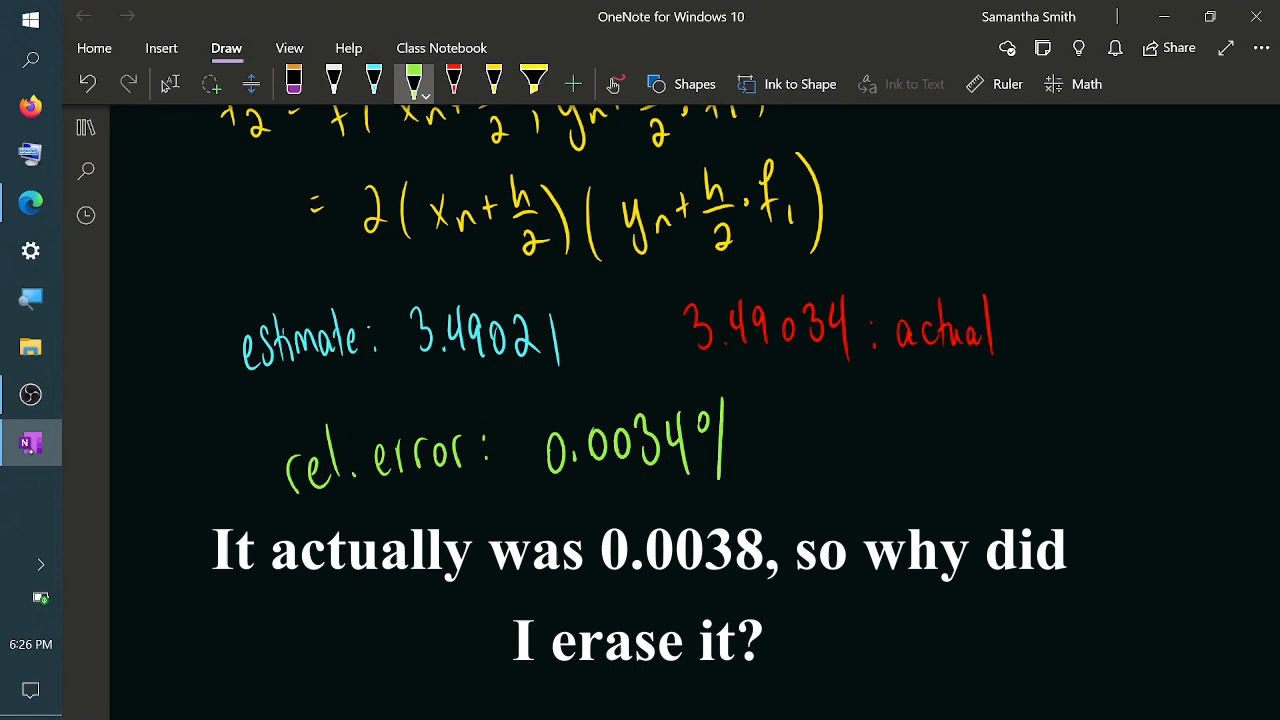 OneNote for Windows 10
Samantha Smith
Home Insert Draw View Help Class Notebook
Share
Shapes Ink to Shape Ink to Text Ruler Math
= 2(xn+h/2)(yn+h/2·f1)
estimate: 3.49021
3.49034: actual
rel. error: 0.0034%
It actually was 0.0038, so why did
I erase it?
6:26 PM